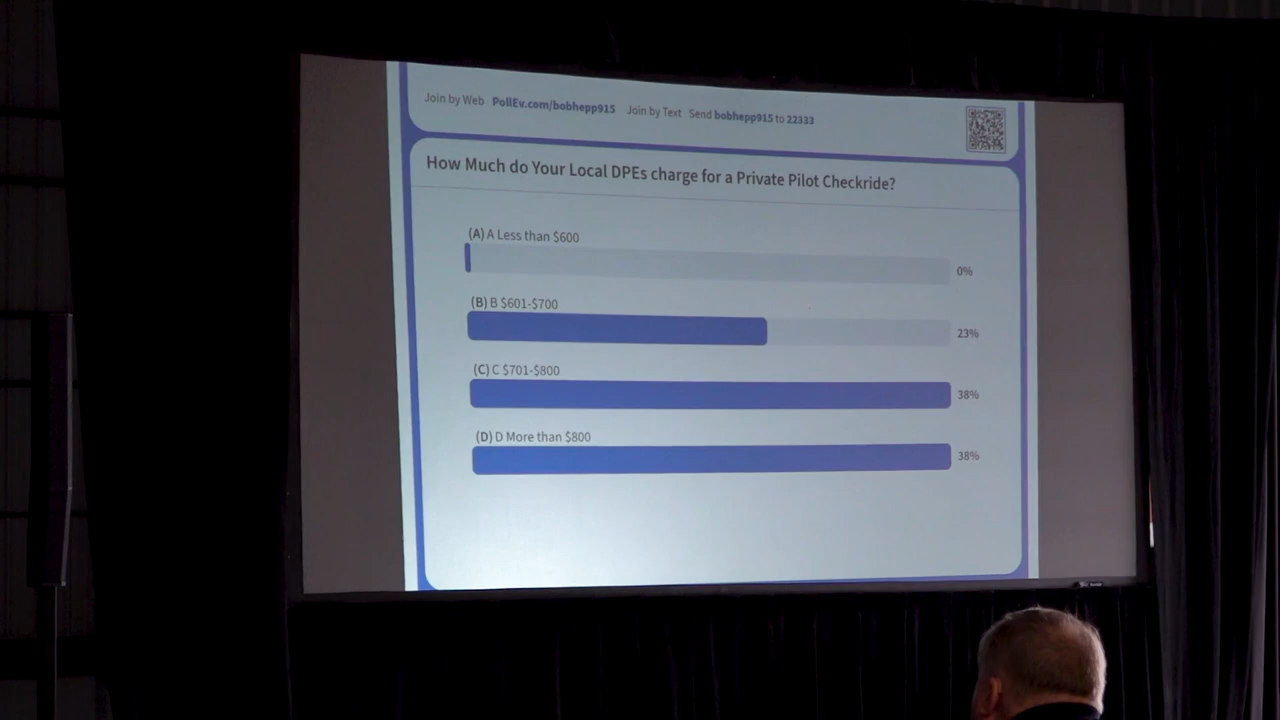 Join by Web PollEv.com/bobhepp915 Join by Text Send bobhepp915 to 22333
How Much do Your Local DPEs charge for a Private Pilot Checkride?
(A) A Less than $600
0%
(B) B $601-$700
23%
(C) C $701-$800
38%
(D) D More than $800
38%